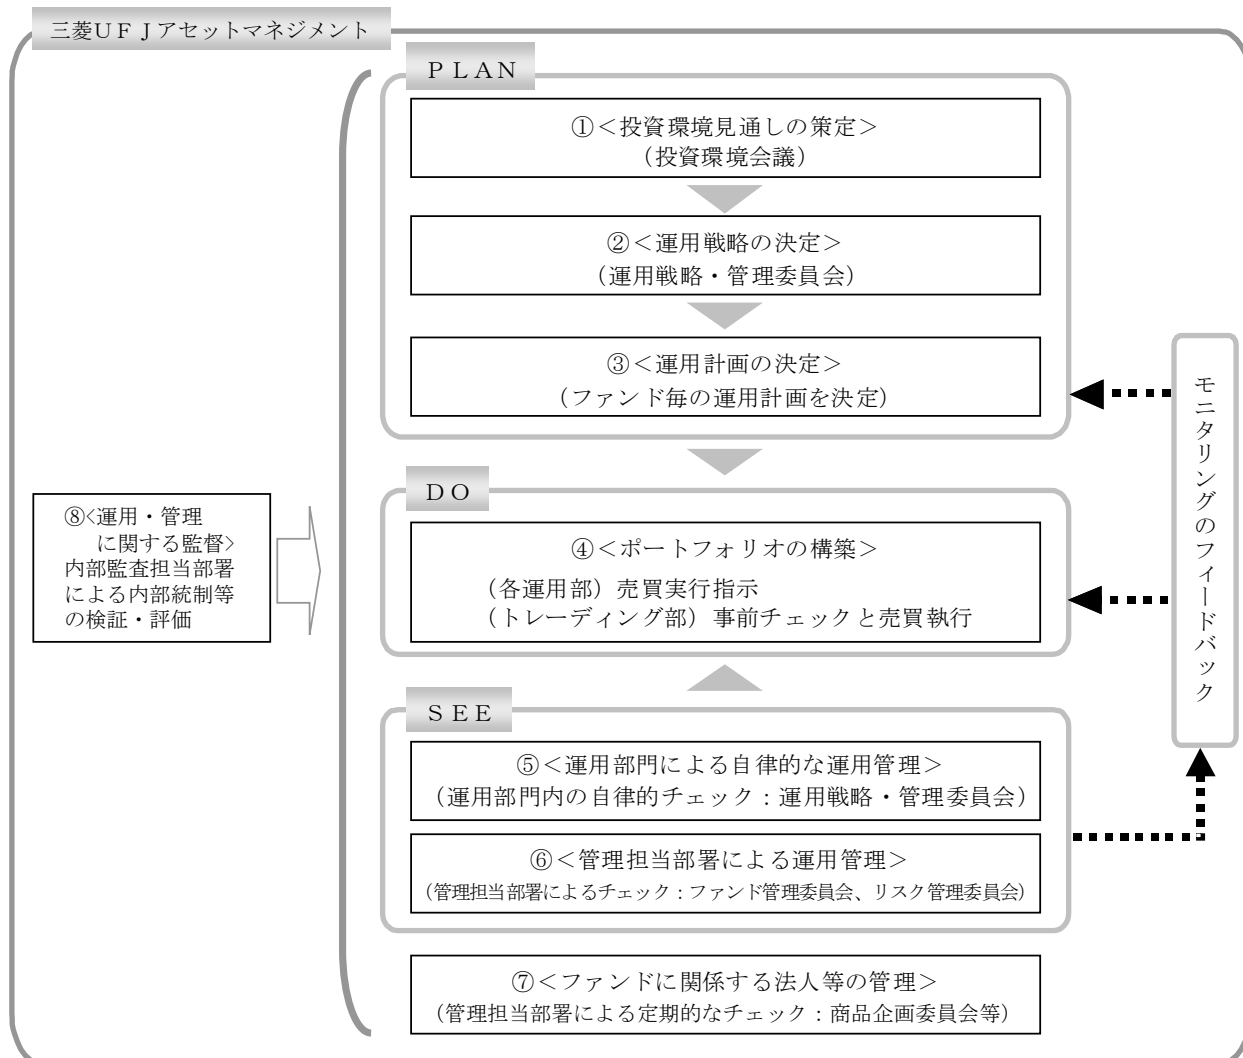 三菱ＵＦＪアセットマネジメント
ＰＬＡＮ
①＜投資環境見通しの策定＞
（投資環境会議）
②＜運用戦略の決定＞
（運用戦略・管理委員会）
③＜運用計画の決定＞
（ファンド毎の運用計画を決定）
ＤＯ
④＜ポートフォリオの構築＞
（各運用部）売買実行指示
（トレーディング部）事前チェックと売買執行
ＳＥＥ
⑤＜運用部門による自律的な運用管理＞
（運用部門内の自律的チェック：運用戦略・管理委員会）
⑥＜管理担当部署による運用管理＞
（管理担当部署によるチェック：ファンド管理委員会、リスク管理委員会）
⑦＜ファンドに関係する法人等の管理＞
（管理担当部署による定期的なチェック：商品企画委員会等）
⑧<運用・管理
に関する監督>
内部監査担当部署
による内部統制等
の検証・評価
モニタリングのフィードバック